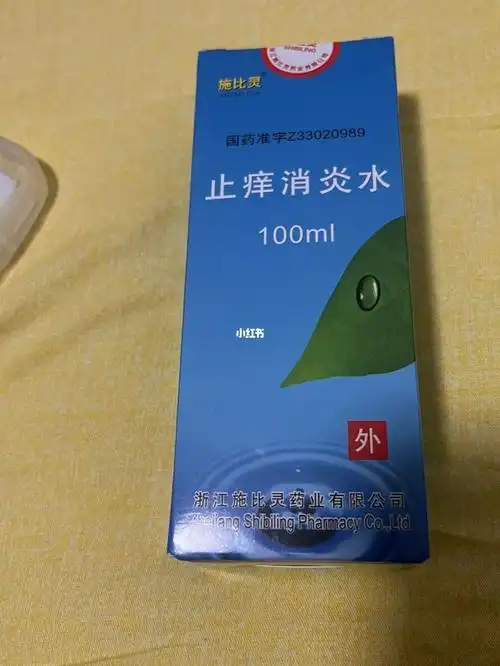 SHIBILING
施比灵
国药准字Z33020989
止痒消炎水
100ml
小红书
外
浙江施比灵药业有限公司
Zhejiang Shibiling Pharmacy Co.,Ltd